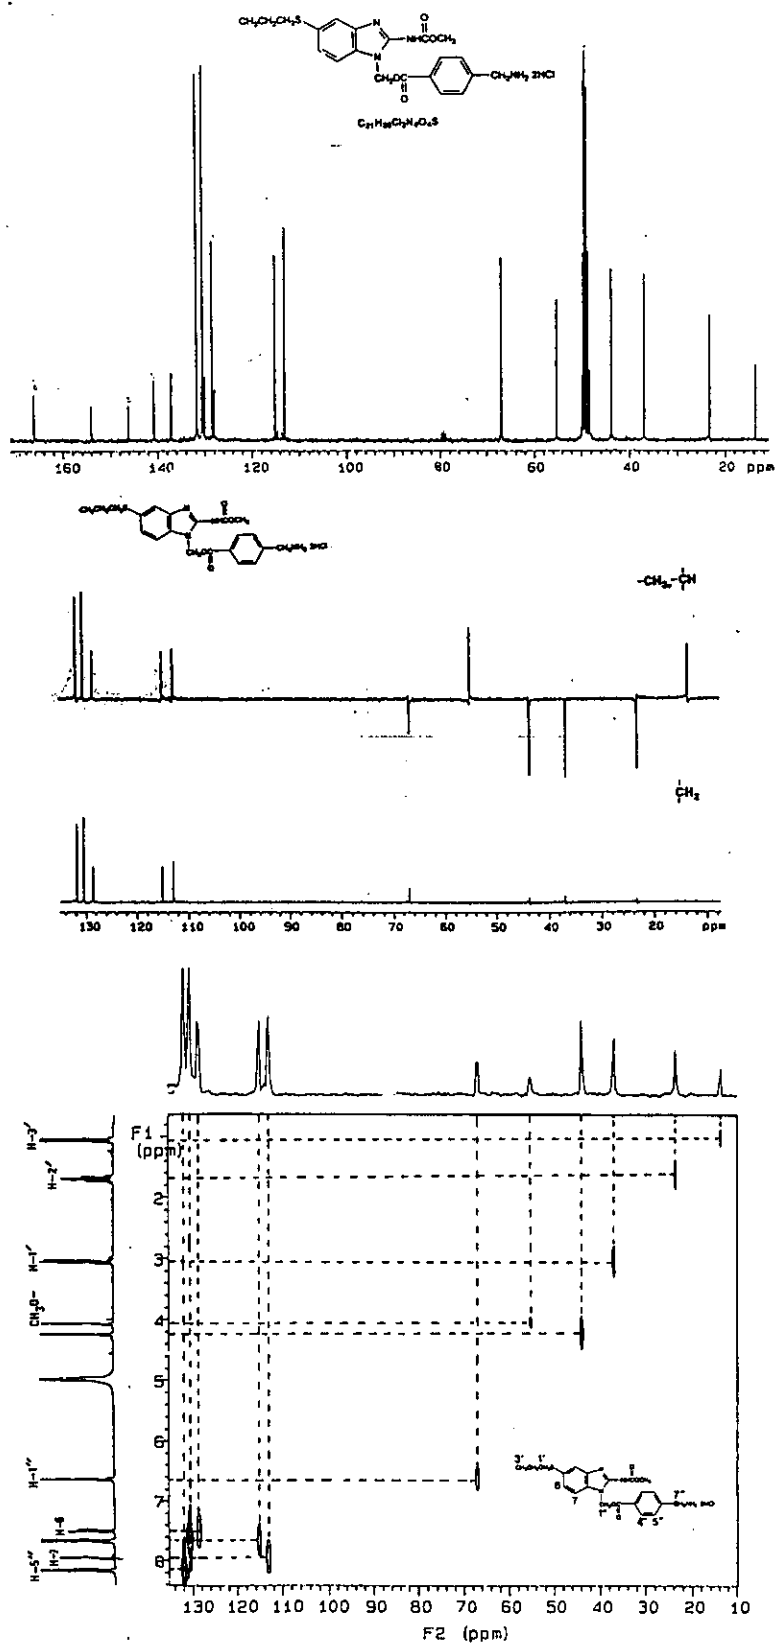 CH₃CH₂CH₂S
N
NHCOCH₃
O
N
CH₂OC
O
CH₂NH₂ 2HCl
160 140 120 100 80 60 40 20 ppm
N
O
O
-CH₂, -CH
CH₂
130 120 110 100 90 80 70 60 50 40 30 20 ppm
F1
(ppm)
H-3'
H-2'
2
H-1'
3
CH₃O-
4
5
6
H-1''
7
H-6
H-7
H-5''
8
3' 1'
7''
6
7
1''
4'' 5''
130 120 110 100 90 80 70 60 50 40 30 20 10
F2 (ppm)